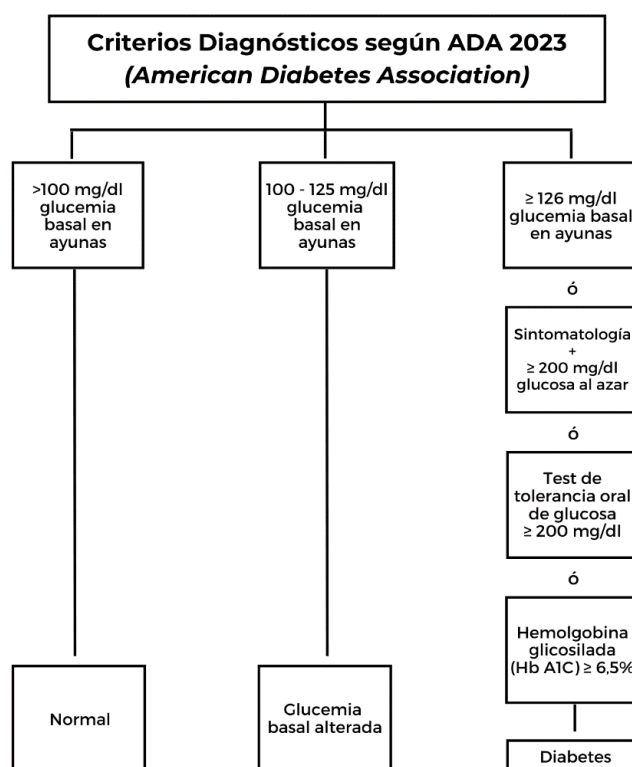 Criterios Diagnósticos según ADA 2023
(American Diabetes Association)
>100 mg/dl
glucemia
basal en
ayunas
100 - 125 mg/dl
glucemia
basal en
ayunas
≥ 126 mg/dl
glucemia basal
en ayunas
ó
Sintomatología
+
≥ 200 mg/dl
glucosa al azar
ó
Test de
tolerancia oral
de glucosa
≥ 200 mg/dl
ó
Hemolgobina
glicosilada
(Hb A1C) ≥ 6,5%
Normal
Glucemia
basal alterada
Diabetes